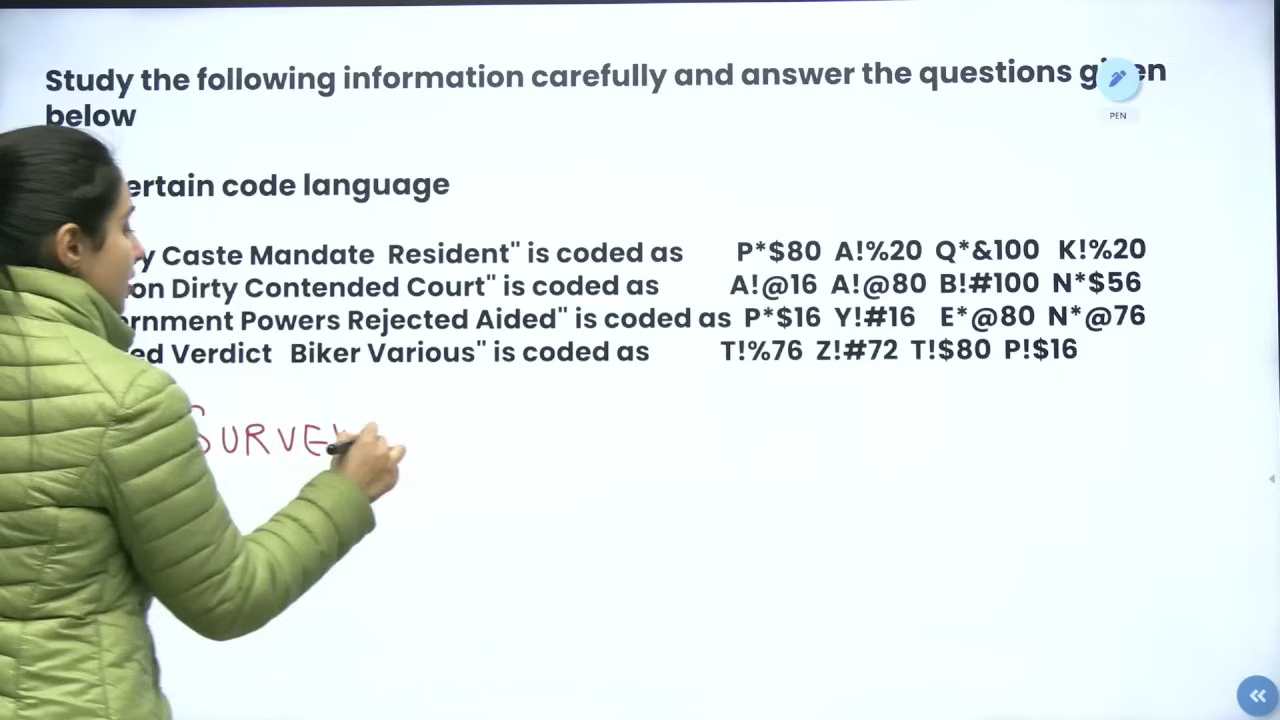 Study the following information carefully and answer the questions
below
ertain code language
y Caste Mandate Resident" is coded as P*$80 A!%20 Q*&100 K!%20
on Dirty Contended Court" is coded as A!@16 A!@80 B!#100 N*$56
rnment Powers Rejected Aided" is coded as P*$16 Y!#16 E*@80 N*@76
ed Verdict Biker Various" is coded as T!%76 Z!#72 T!$80 P!$16
SURVE
PEN